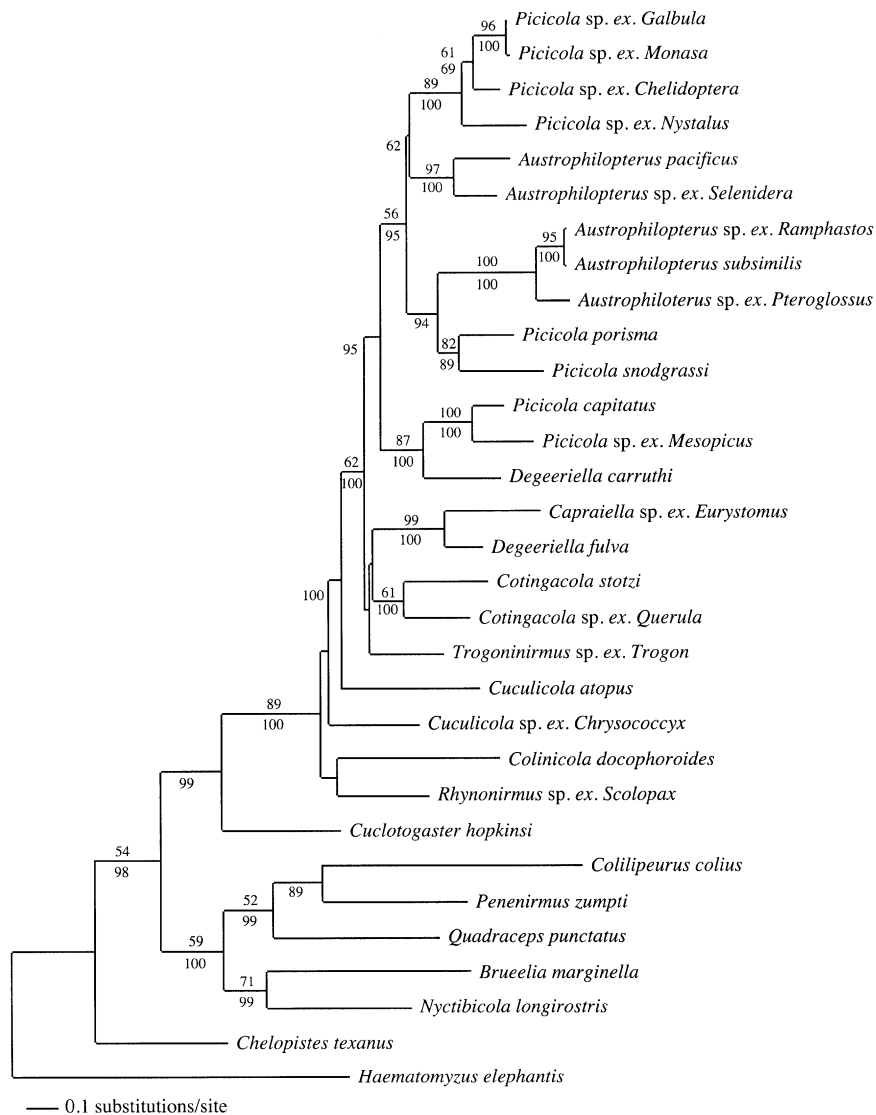 96
Picicola sp. ex. Galbula
100
Picicola sp. ex. Monasa
61
69
89
100
Picicola sp. ex. Chelidoptera
Picicola sp. ex. Nystalus
62
97
100
Austrophilopterus pacificus
Austrophilopterus sp. ex. Selenidera
56
95
95
100
Austrophilopterus sp. ex. Ramphastos
Austrophilopterus subsimilis
100
100
Austrophiloterus sp. ex. Pteroglossus
94
82
89
Picicola porisma
Picicola snodgrassi
95
100
100
Picicola capitatus
Picicola sp. ex. Mesopicus
87
100
Degeeriella carruthi
62
100
99
100
Capraiella sp. ex. Eurystomus
Degeeriella fulva
Cotingacola stotzi
61
100
Cotingacola sp. ex. Querula
100
Trogoninirmus sp. ex. Trogon
Cuculicola atopus
89
100
Cuculicola sp. ex. Chrysococcyx
Colinicola docophoroides
Rhynonirmus sp. ex. Scolopax
99
Cuclotogaster hopkinsi
54
98
Colilipeurus colius
89
Penenirmus zumpti
52
99
Quadraceps punctatus
59
100
71
99
Brueelia marginella
Nyctibicola longirostris
Chelopistes texanus
Haematomyzus elephantis
0.1 substitutions/site